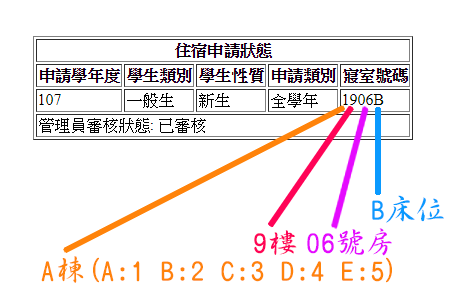 住宿申請狀態
申請學年度 學生類別 學生性質 申請類別 寢室號碼
107 一般生 新生 全學年 1906B
管理員審核狀態: 已審核
B床位
9樓 06號房
A棟(A:1 B:2 C:3 D:4 E:5)